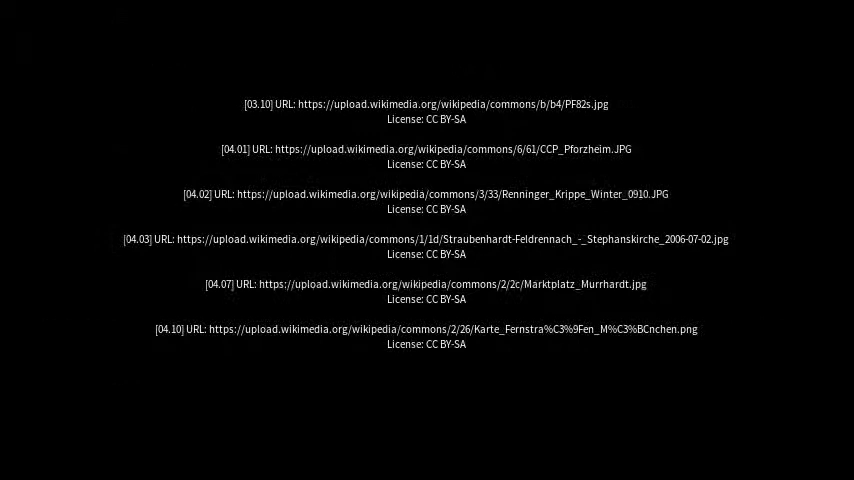 [03.10] URL: https://upload.wikimedia.org/wikipedia/commons/b/b4/PF82s.jpg
License: CC BY-SA
[04.01] URL: https://upload.wikimedia.org/wikipedia/commons/6/61/CCP_Pforzheim.JPG
License: CC BY-SA
[04.02] URL: https://upload.wikimedia.org/wikipedia/commons/3/33/Renninger_Krippe_Winter_0910.JPG
License: CC BY-SA
[04.03] URL: https://upload.wikimedia.org/wikipedia/commons/1/1d/Straubenhardt-Feldrennach_-_Stephanskirche_2006-07-02.jpg
License: CC BY-SA
[04.07] URL: https://upload.wikimedia.org/wikipedia/commons/2/2c/Marktplatz_Murrhardt.jpg
License: CC BY-SA
[04.10] URL: https://upload.wikimedia.org/wikipedia/commons/2/26/Karte_Fernstra%C3%9Fen_M%C3%BCnchen.png
License: CC BY-SA